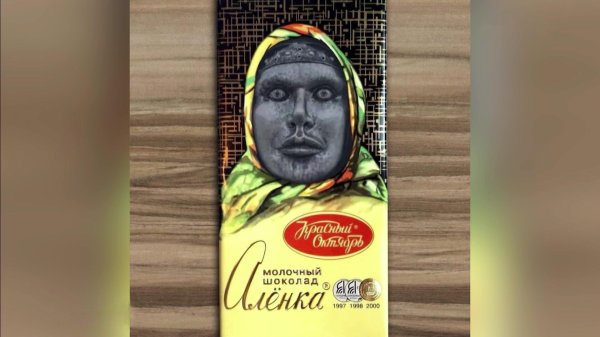 Красный
Октябрь®
МОЛОЧНЫЙ
ШОКОЛАД
Алёнка®
1997 1998 2000